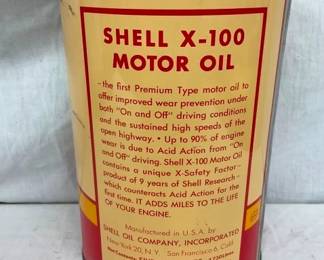 SHELL X-100
MOTOR OIL
-the first Premium Type motor oil to
offer improved wear prevention under
both "On and Off" driving conditions
and the sustained high speeds of the
open highway. • Up to 90% of engine
wear is due to Acid Action from "On
and Off" driving. Shell X-100 Motor Oil
contains a unique X-Safety Factor—
product of 9 years of Shell Research—
which counteracts Acid Action for the
first time. IT ADDS MILES TO THE LIFE
OF YOUR ENGINE.
Manufactured in U.S.A. by
SHELL OIL COMPANY, INCORPORATED
New York 20, N.Y. San Francisco 6, Calif.
Net Contents